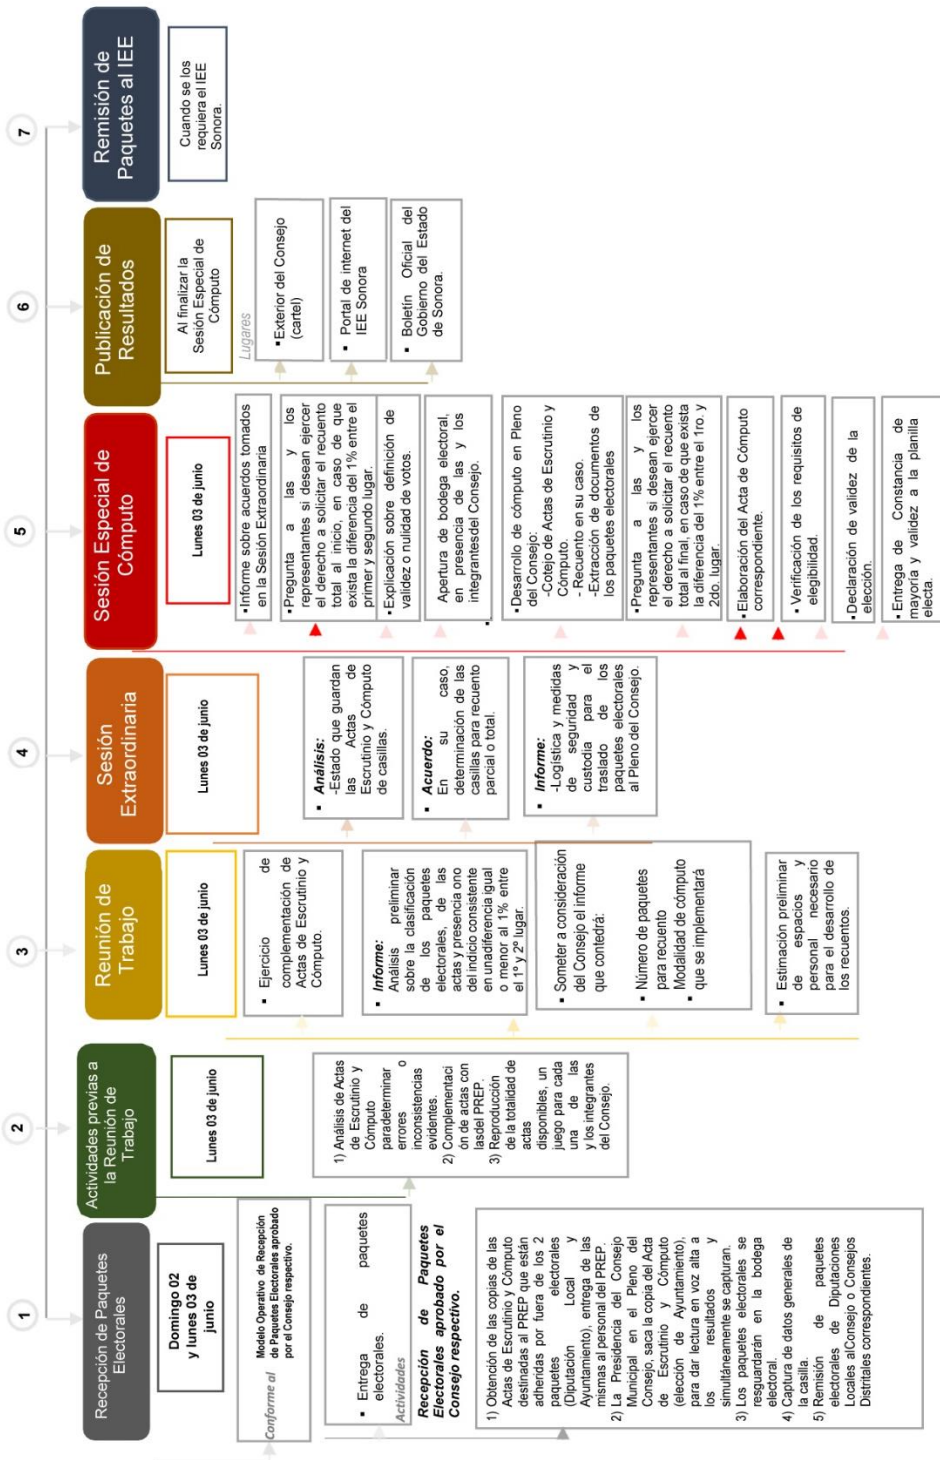 1
Recepción de Paquetes
Electorales
Domingo 02
y lunes 03 de
junio
Conforme al
Modelo Operativo de Recepción
de Paquetes Electorales aprobado
por el Consejo respectivo.
▪ Entrega de paquetes
electorales.
Actividades
Recepción de Paquetes
Electorales aprobado por el
Consejo respectivo.
1) Obtención de las copias de las
Actas de Escrutinio y Cómputo
destinadas al PREP que están
adheridas por fuera de los 2
paquetes electorales
(Diputación Local y
Ayuntamiento), entrega de las
mismas al personal del PREP.
2) La Presidencia del Consejo
Municipal en el Pleno del
Consejo, saca la copia del Acta
de Escrutinio y Cómputo
(elección de Ayuntamiento),
para dar lectura en voz alta a
los resultados y
simultáneamente se capturan.
3) Los paquetes electorales se
resguardarán en la bodega
electoral.
4) Captura de datos generales de
la casilla.
5) Remisión de paquetes
electorales de Diputaciones
Locales alConsejo o Consejos
Distritales correspondientes.
2
Actividades previas a
la Reunión de
Trabajo
Lunes 03 de junio
1) Análisis de Actas
de Escrutinio y
Cómputo
paradeterminar
errores o
inconsistencias
evidentes.
2) Complementaci
ón de actas con
lasdel PREP.
3) Reproducción
de la totalidad de
actas
disponibles, un
juego para cada
una de las
y los integrantes
del Consejo.
3
Reunión de
Trabajo
Lunes 03 de junio
▪ Ejercicio de
complementación de
Actas de Escrutinio y
Cómputo.
▪ Informe:
Análisis preliminar
sobre la clasificación
de los paquetes
electorales, de las
actas y presencia ono
del indicio consistente
en unadiferencia igual
o menor al 1% entre
el 1º y 2º lugar.
▪ Someter a consideración
del Consejo el informe
que contedrá:
▪ Número de paquetes
para recuento
Modalidad de cómputo
▪ que se implementará
▪ Estimación preliminar
de espacios y
personal necesario
para el desarrollo de
los recuentos.
4
Sesión
Extraordinaria
Lunes 03 de junio
▪ Análisis:
-Estado que guardan
las Actas de
Escrutinio y Cómputo
de casillas.
▪ Acuerdo:
En su caso,
determinación de las
casillas para recuento
parcial o total.
▪ Informe:
-Logística y medidas
de seguridad y
custodia para el
traslado de los
paquetes electorales
al Pleno del Consejo.
5
Sesión Especial de
Cómputo
Lunes 03 de junio
▪Informe sobre acuerdos tomados
en la Sesión Extraordinaria
▪Pregunta a las y los
representantes si desean ejercer
el derecho a solicitar el recuento
total al inicio, en caso de que
exista la diferencia del 1% entre el
primer y segundo lugar.
▪Explicación sobre definición de
validez o nulidad de votos.
Apertura de bodega electoral,
en presencia de las y los
integrantesdel Consejo.
▪
▪Desarrollo de cómputo en Pleno
del Consejo:
-Cotejo de Actas de Escrutinio y
Cómputo.
- Recuento en su caso.
-Extracción de documentos de
los paquetes electorales
▪Pregunta a las y los
representantes si desean ejercer
el derecho a solicitar el recuento
total al final, en caso de que exista
la diferencia del 1% entre el 1ro. y
2do. lugar.
▪Elaboración del Acta de Cómputo
correspondiente.
▪ Verificación de los requisitos de
elegibilidad.
▪Declaración de validez de la
elección.
▪ Entrega de Constancia de
mayoría y validez a la planilla
electa.
6
Publicación de
Resultados
Al finalizar la
Sesión Especial de
Cómputo
Lugares
▪Exterior del Consejo
(cartel)
▪ Portal de internet del
IEE Sonora
▪ Boletín Oficial del
Gobierno del Estado
de Sonora.
7
Remisión de
Paquetes al IEE
Cuando se los
requiera el IEE
Sonora.